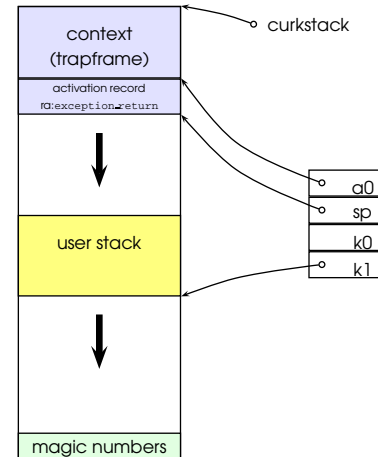 context
(trapframe)
curkstack
activation record
ra:exception_return
a0
sp
user stack
k0
k1
magic numbers